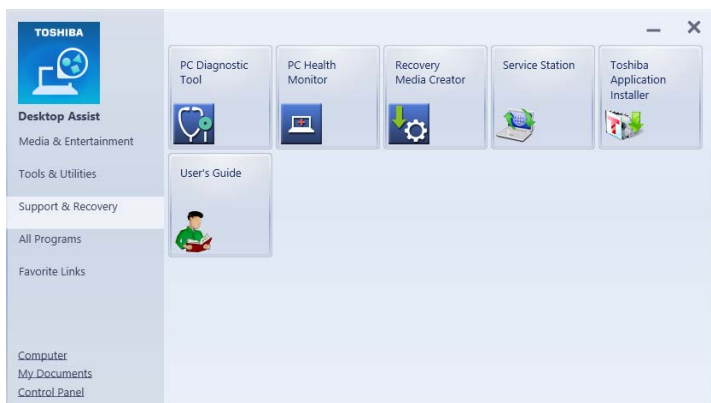 TOSHIBA
Desktop Assist
Media & Entertainment
Tools & Utilities
Support & Recovery
All Programs
Favorite Links
Computer
My Documents
Control Panel
PC Diagnostic
Tool
PC Health
Monitor
Recovery
Media Creator
Service Station
Toshiba
Application
Installer
User's Guide